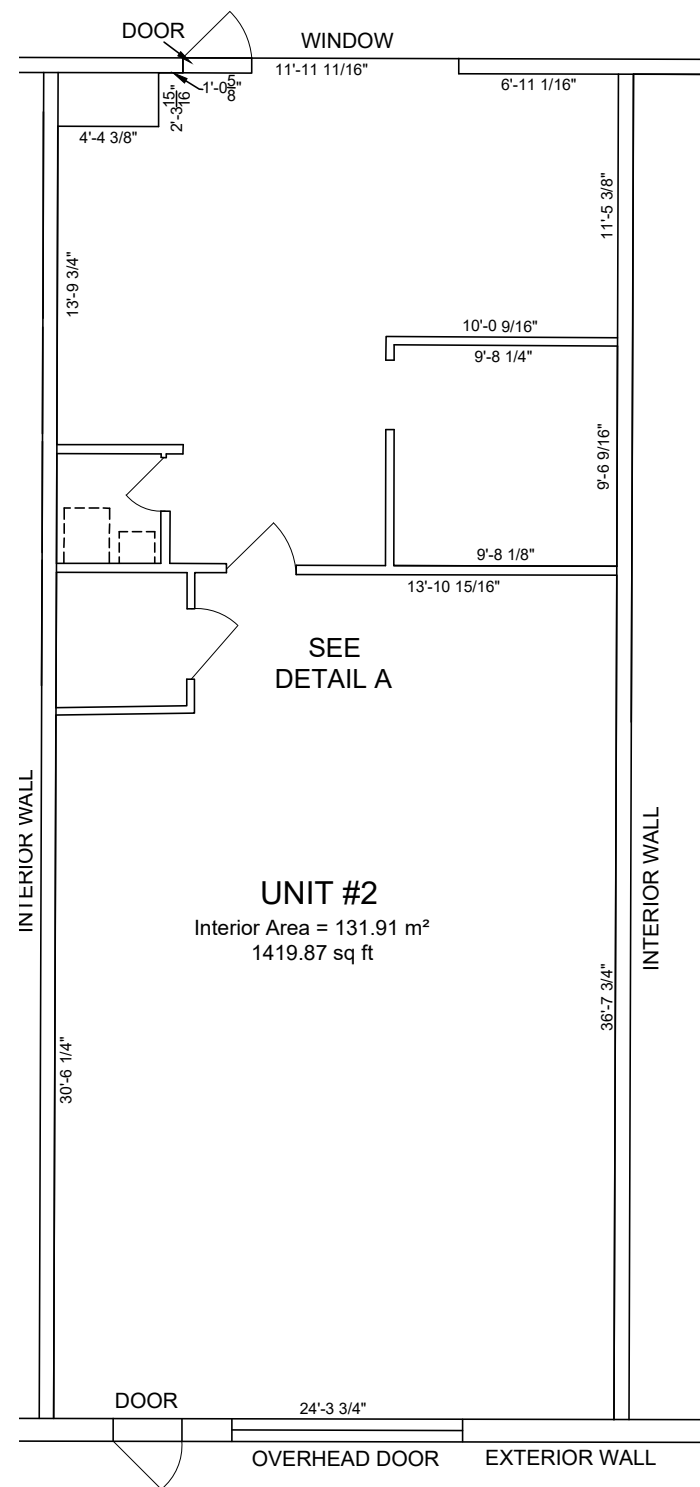 DOOR
WINDOW
11'-11 11/16"
6'-11 1/16"
1'-0 5/8"
2'-3 15/16"
4'-4 3/8"
11'-5 3/8"
13'-9 3/4"
10'-0 9/16"
9'-8 1/4"
9'-6 9/16"
9'-8 1/8"
13'-10 15/16"
SEE
DETAIL A
INTERIOR WALL
INTERIOR WALL
UNIT #2
Interior Area = 131.91 m²
1419.87 sq ft
36'-7 3/4"
30'-6 1/4"
DOOR
24'-3 3/4"
OVERHEAD DOOR
EXTERIOR WALL